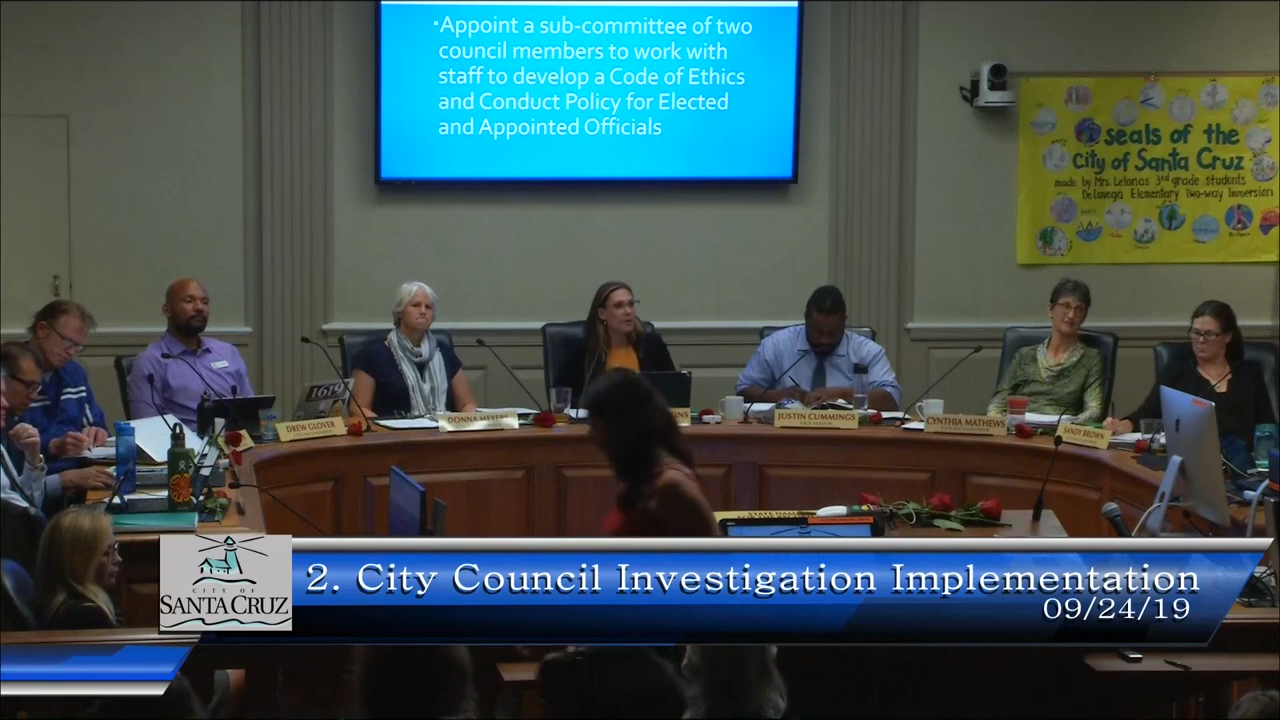 ▪Appoint a sub-committee of two
council members to work with
staff to develop a Code of Ethics
and Conduct Policy for Elected
and Appointed Officials
seals of the
city of Santa Cruz
made by Mrs. Lelonas 3rd grade students
DeLaveaga Elementary Two-way Immersion
1619
DREW GLOVER
DONNA MEYERS
JUSTIN CUMMINGS
VICE MAYOR
CYNTHIA MATHEWS
SANDY BROWN
CITY OF
SANTA CRUZ
2. City Council Investigation Implementation
09/24/19